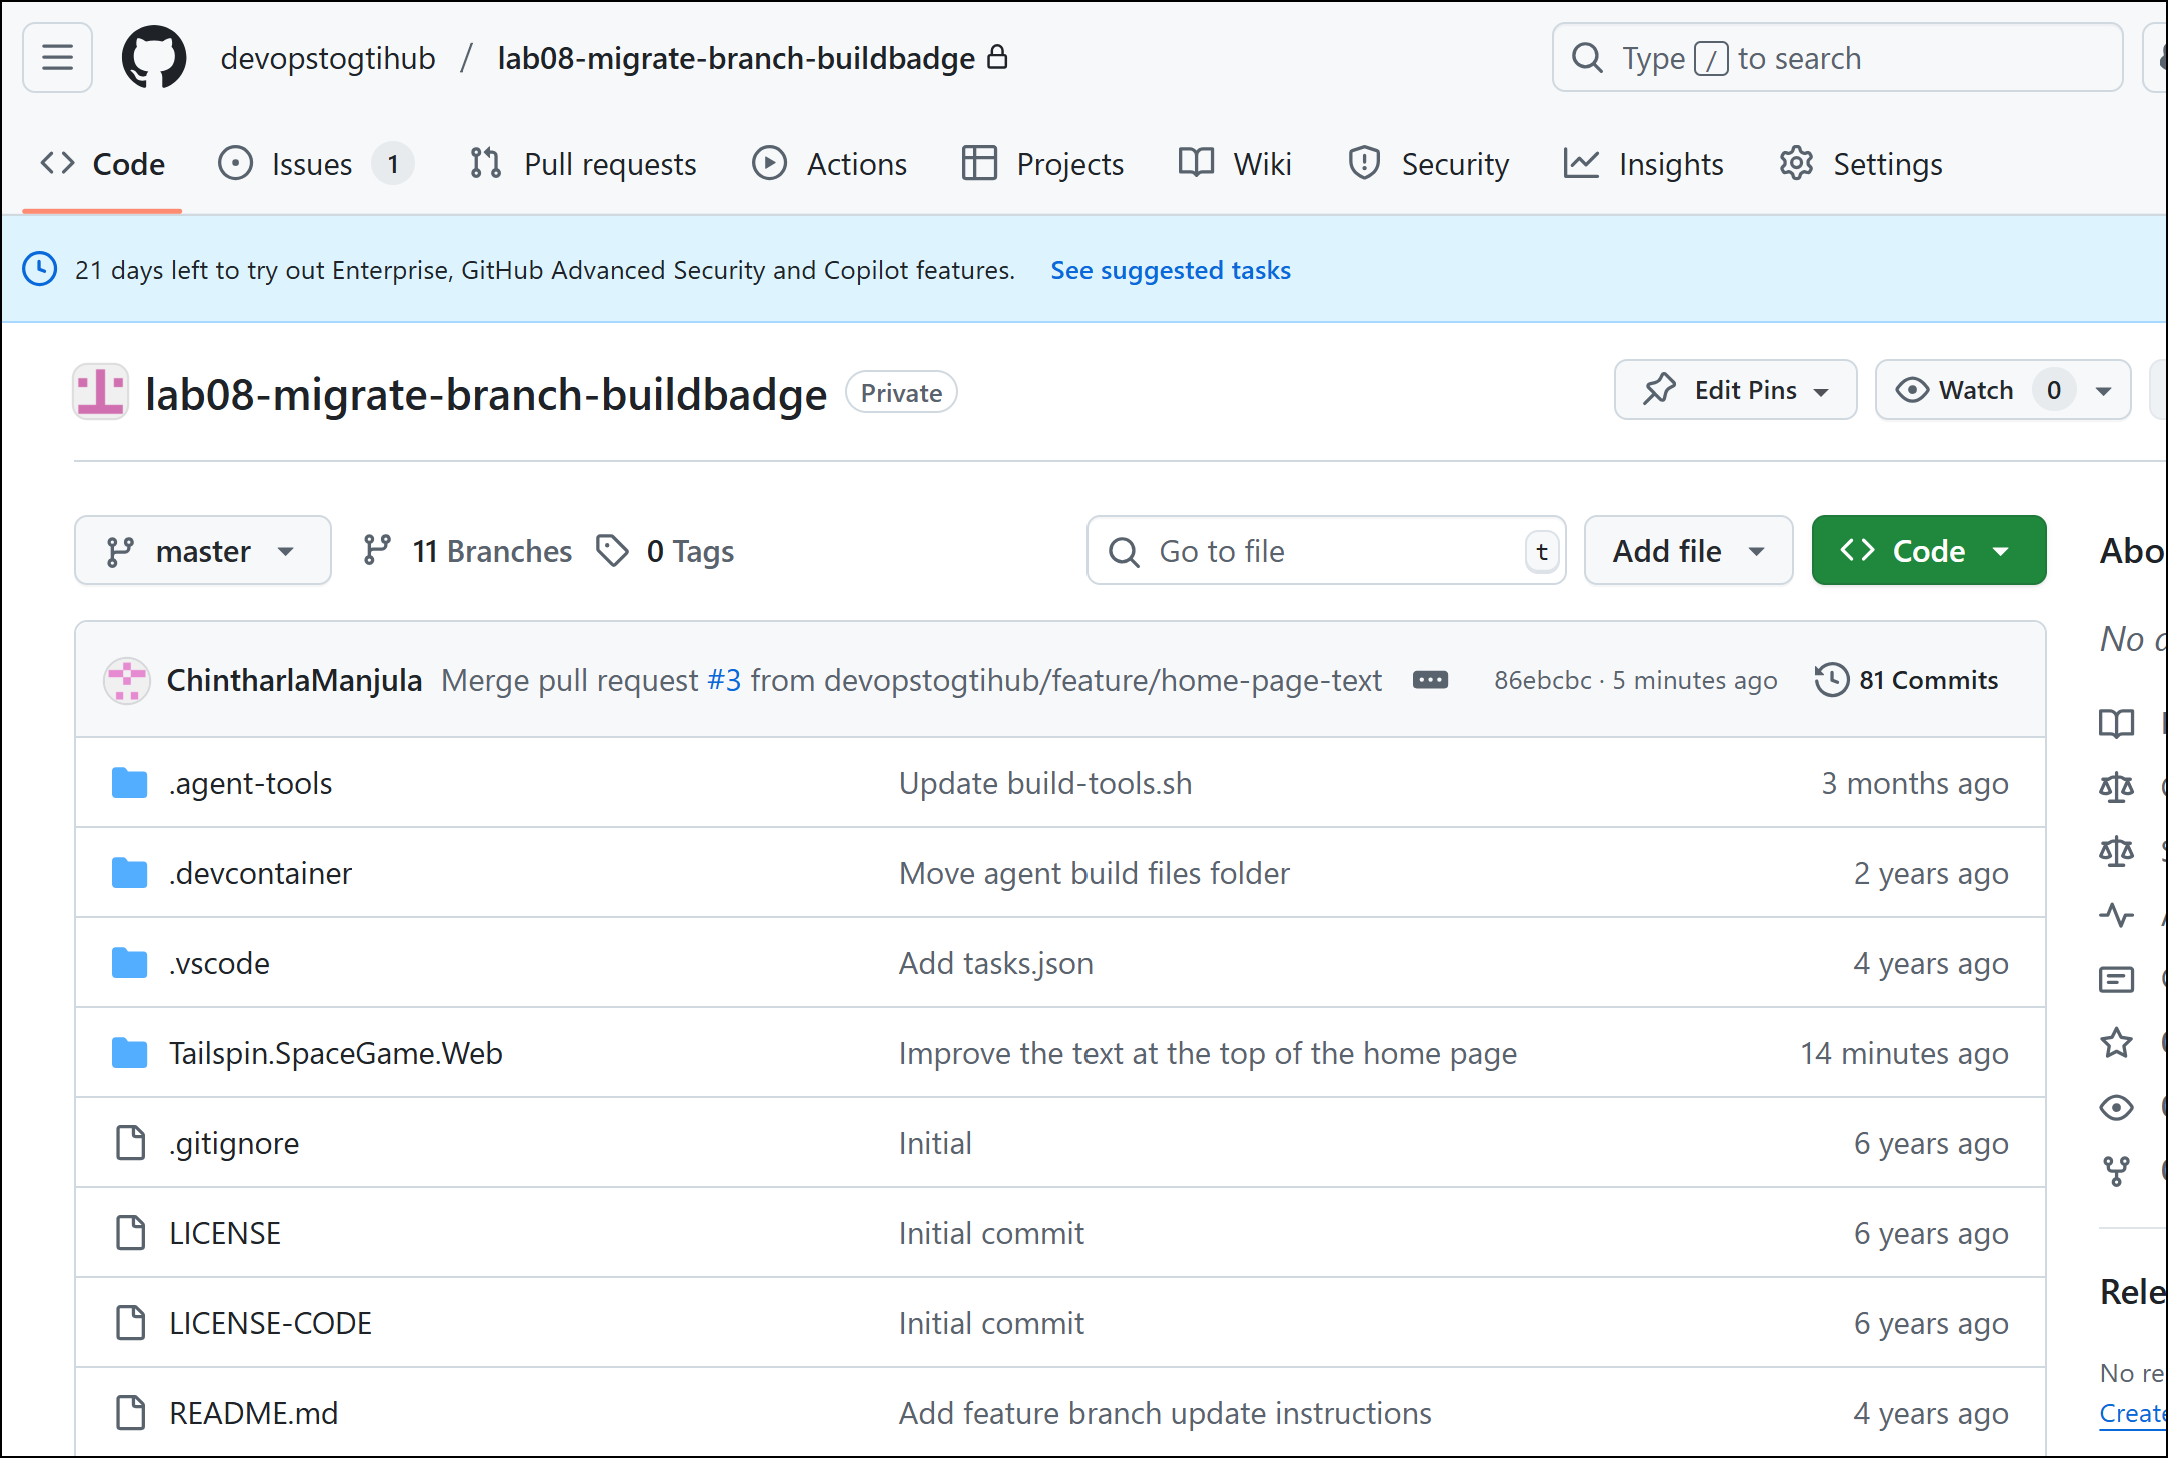 devopstogtihub / lab08-migrate-branch-buildbadge
Type / to search
Code
Issues 1
Pull requests
Actions
Projects
Wiki
Security
Insights
Settings
21 days left to try out Enterprise, GitHub Advanced Security and Copilot features. See suggested tasks
lab08-migrate-branch-buildbadge Private
Edit Pins
Watch 0
master
11 Branches
0 Tags
Go to file t
Add file
Code
ChintharlaManjula Merge pull request #3 from devopstogtihub/feature/home-page-text 86ebcbc · 5 minutes ago 81 Commits
.agent-tools Update build-tools.sh 3 months ago
.devcontainer Move agent build files folder 2 years ago
.vscode Add tasks.json 4 years ago
Tailspin.SpaceGame.Web Improve the text at the top of the home page 14 minutes ago
.gitignore Initial 6 years ago
LICENSE Initial commit 6 years ago
LICENSE-CODE Initial commit 6 years ago
README.md Add feature branch update instructions 4 years ago
Abo
No
Rele
No re
Create